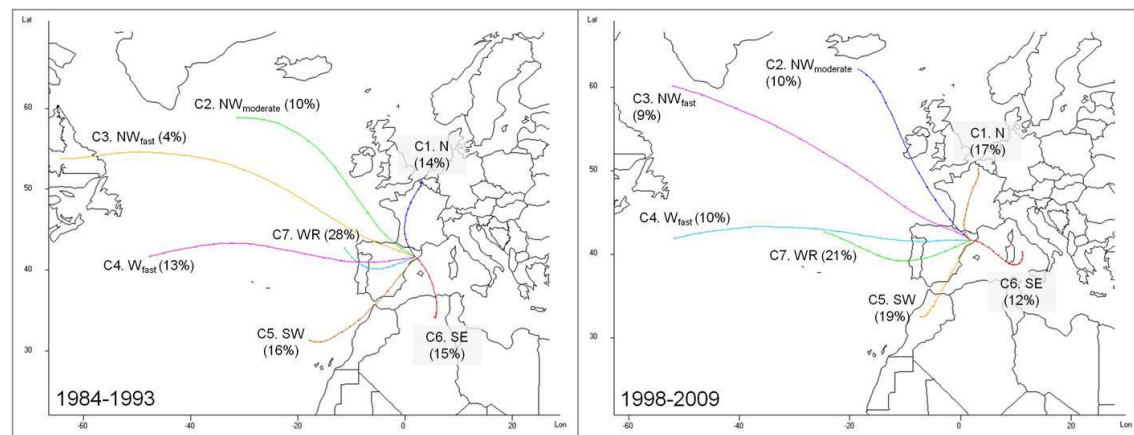 Lat
60
50
40
30
C2. NWmoderate (10%)
C3. NWfast (4%)
C1. N
(14%)
C7. WR (28%)
C4. Wfast (13%)
C5. SW
(16%)
C6. SE
(15%)
1984-1993
-60
-40
-20
0
20
Lon
Lat
60
50
40
30
C2. NWmoderate
(10%)
C3. NWfast
(9%)
C1. N
(17%)
C4. Wfast (10%)
C7. WR (21%)
C6. SE
(12%)
C5. SW
(19%)
1998-2009
-60
-40
-20
0
20
Lon